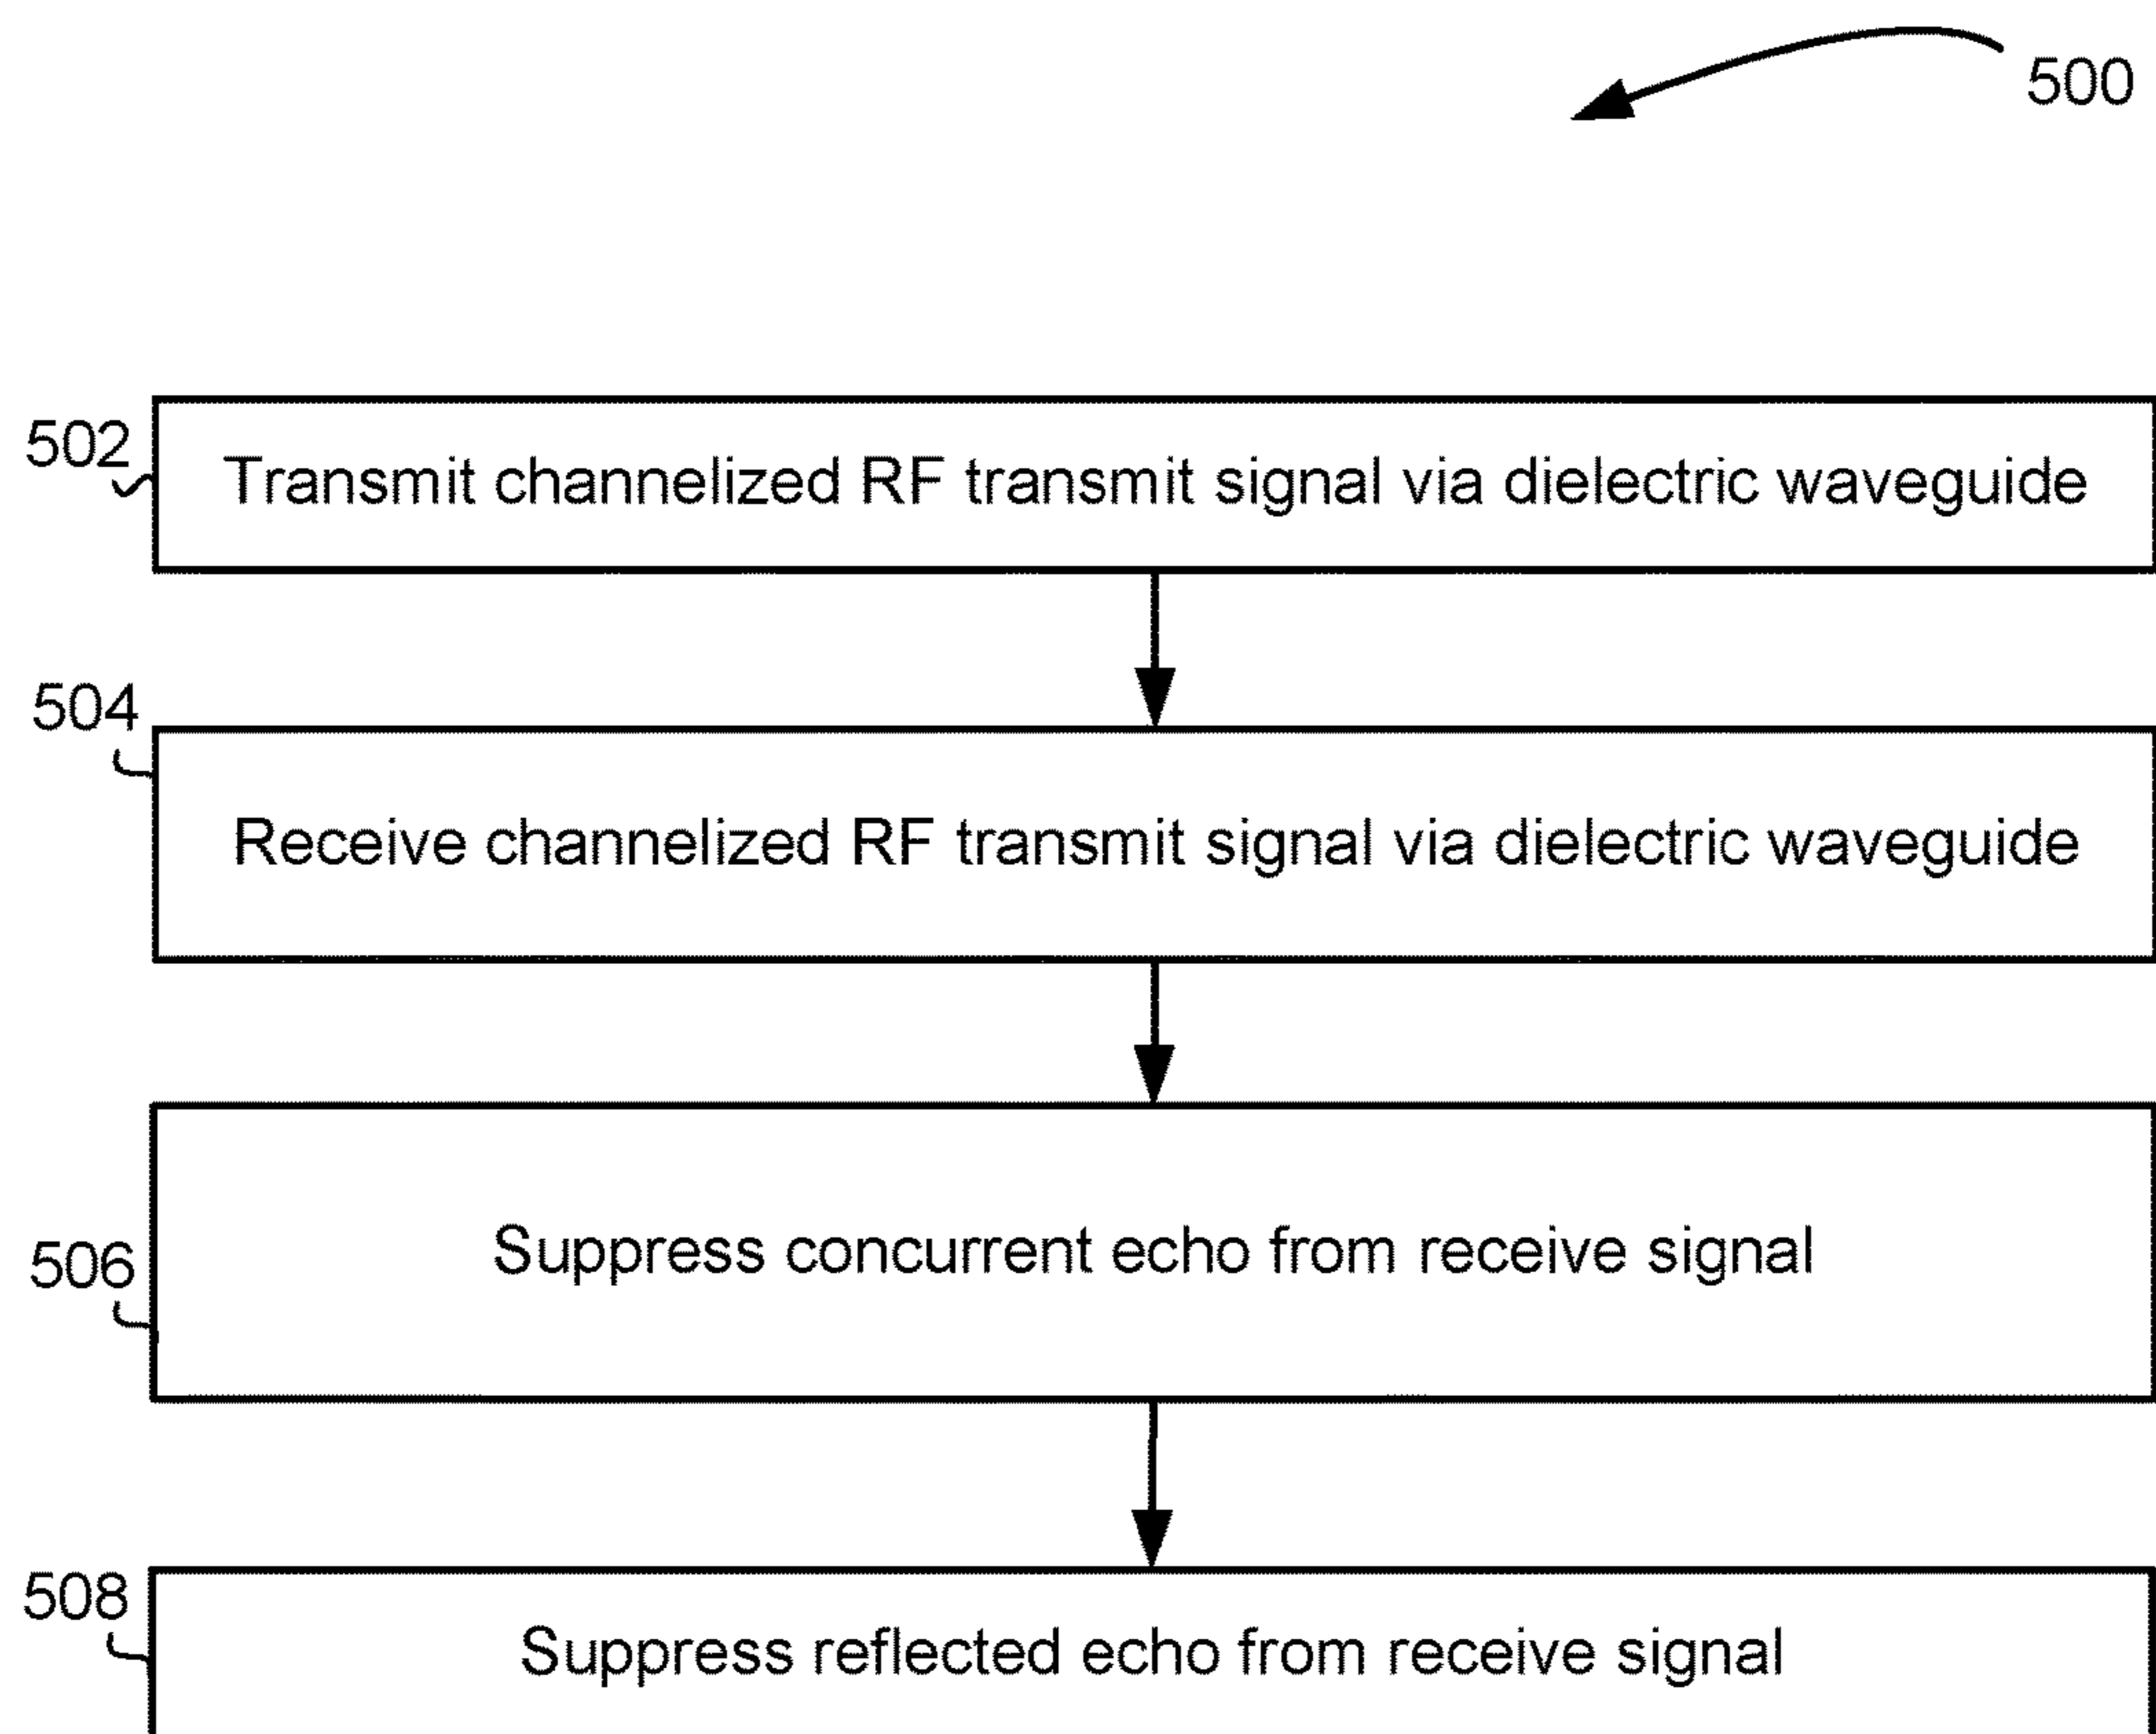 500
502
Transmit channelized RF transmit signal via dielectric waveguide
504
Receive channelized RF transmit signal via dielectric waveguide
506
Suppress concurrent echo from receive signal
508
Suppress reflected echo from receive signal